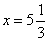 x = 5 1/3